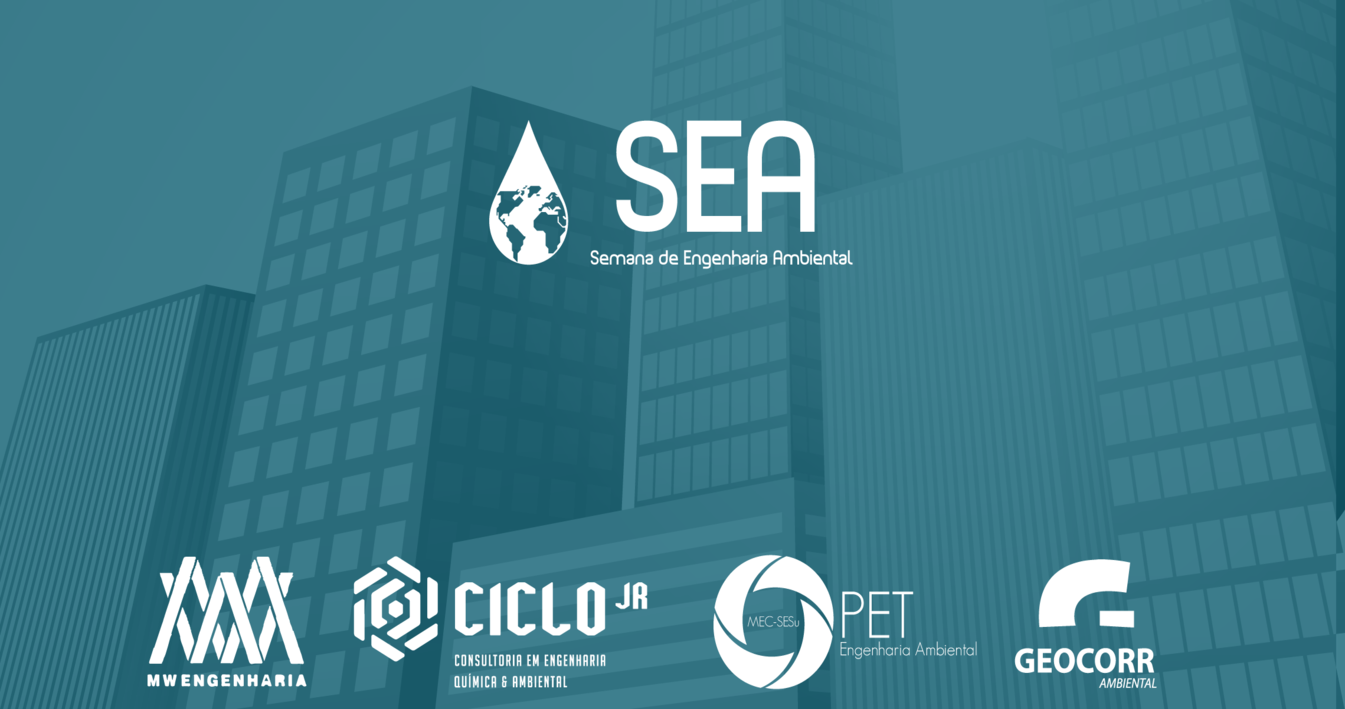 SEA
Semana de Engenharia Ambiental
MWENGENHARIA
CICLO JR
CONSULTORIA EM ENGENHARIA
QUÍMICA & AMBIENTAL
MEC-SESu
PET
Engenharia Ambiental
GEOCORR
AMBIENTAL